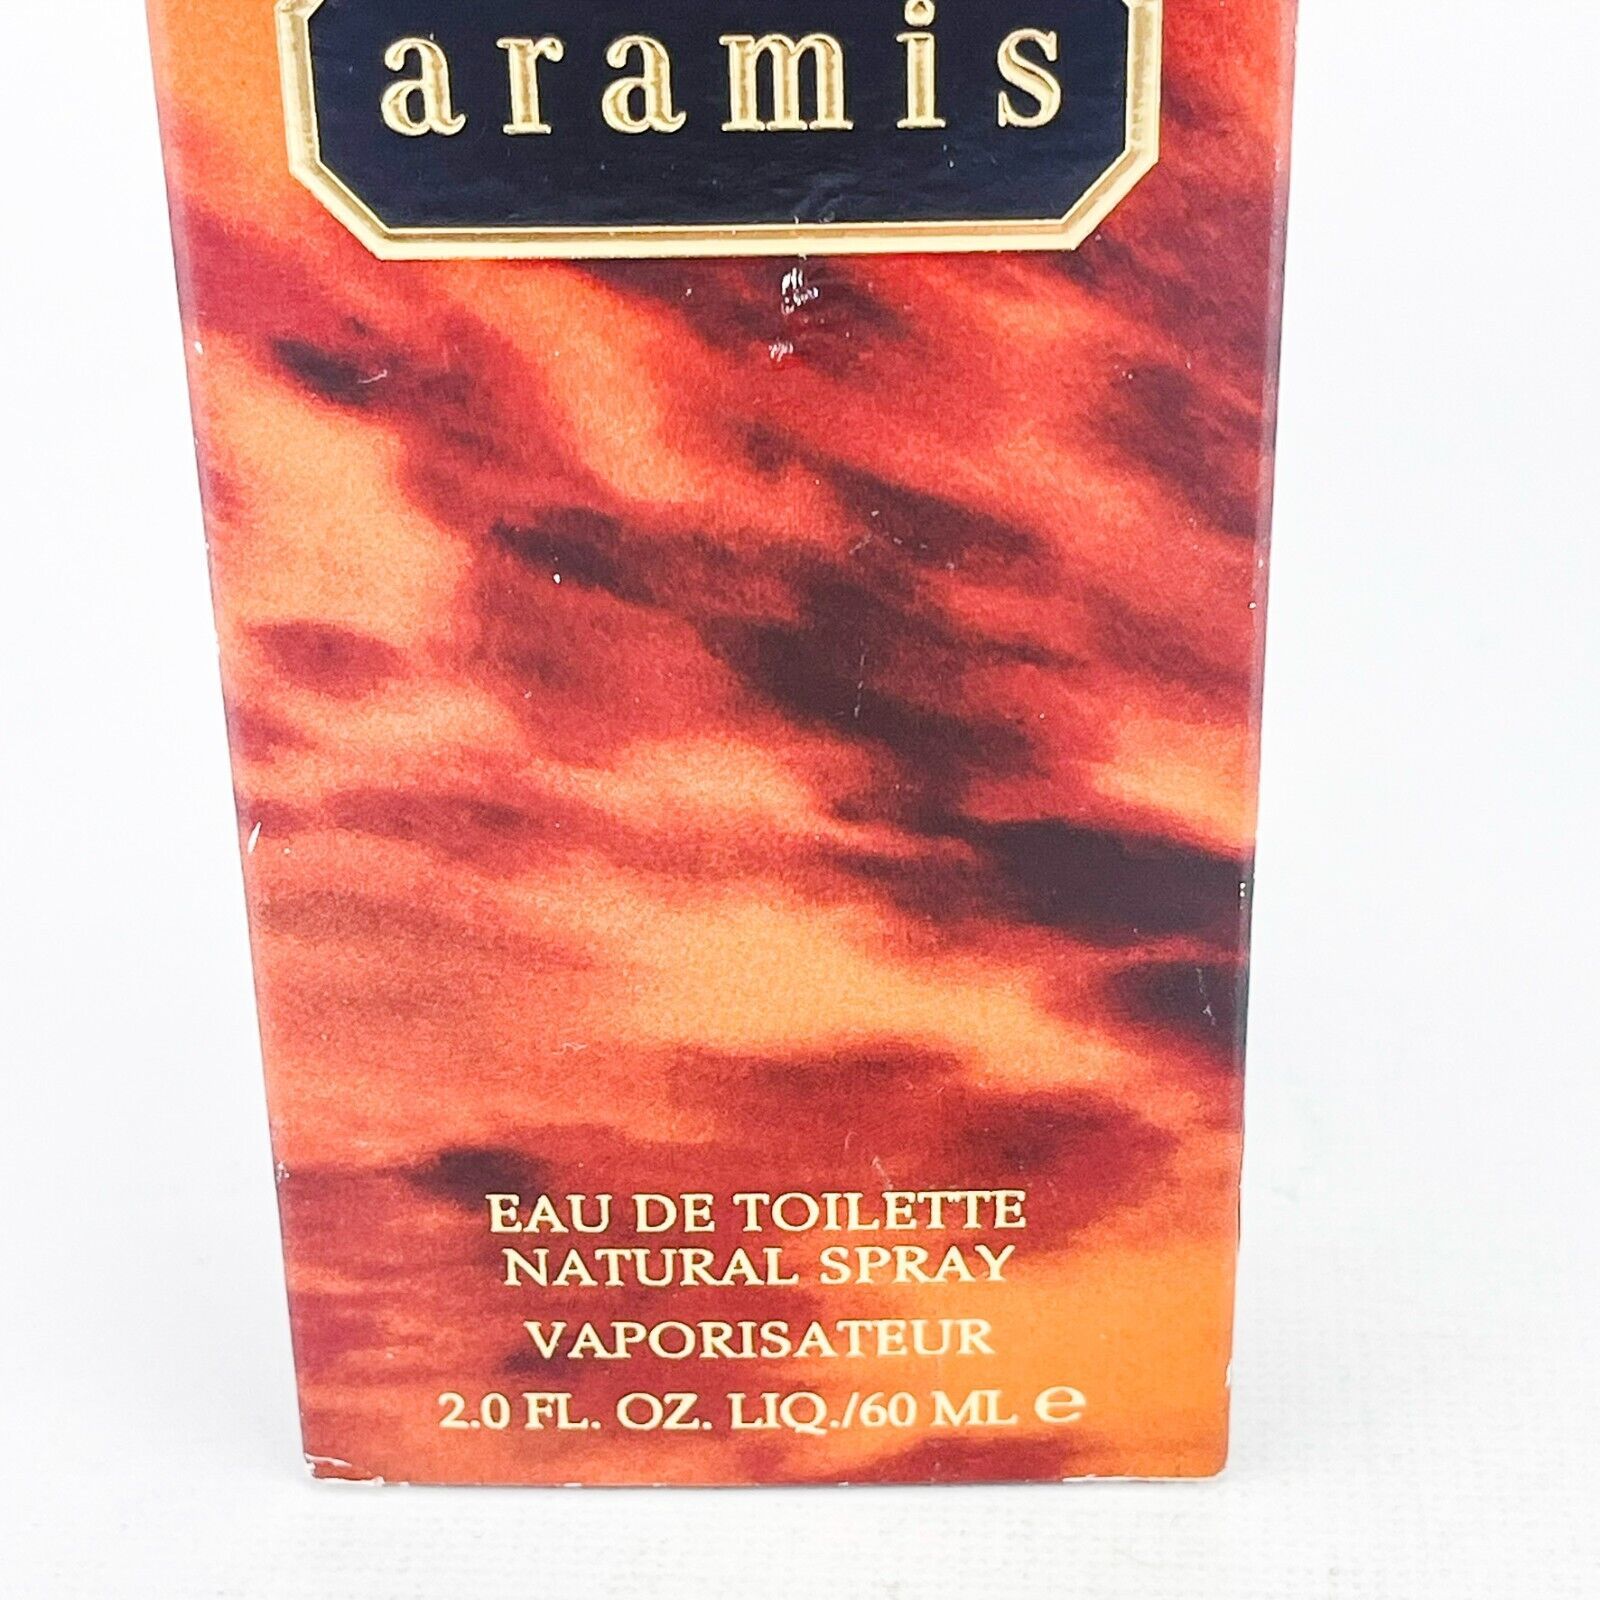 aramis
EAU DE TOILETTE
NATURAL SPRAY
VAPORISATEUR
2.0 FL. OZ. LIQ./60 ML e